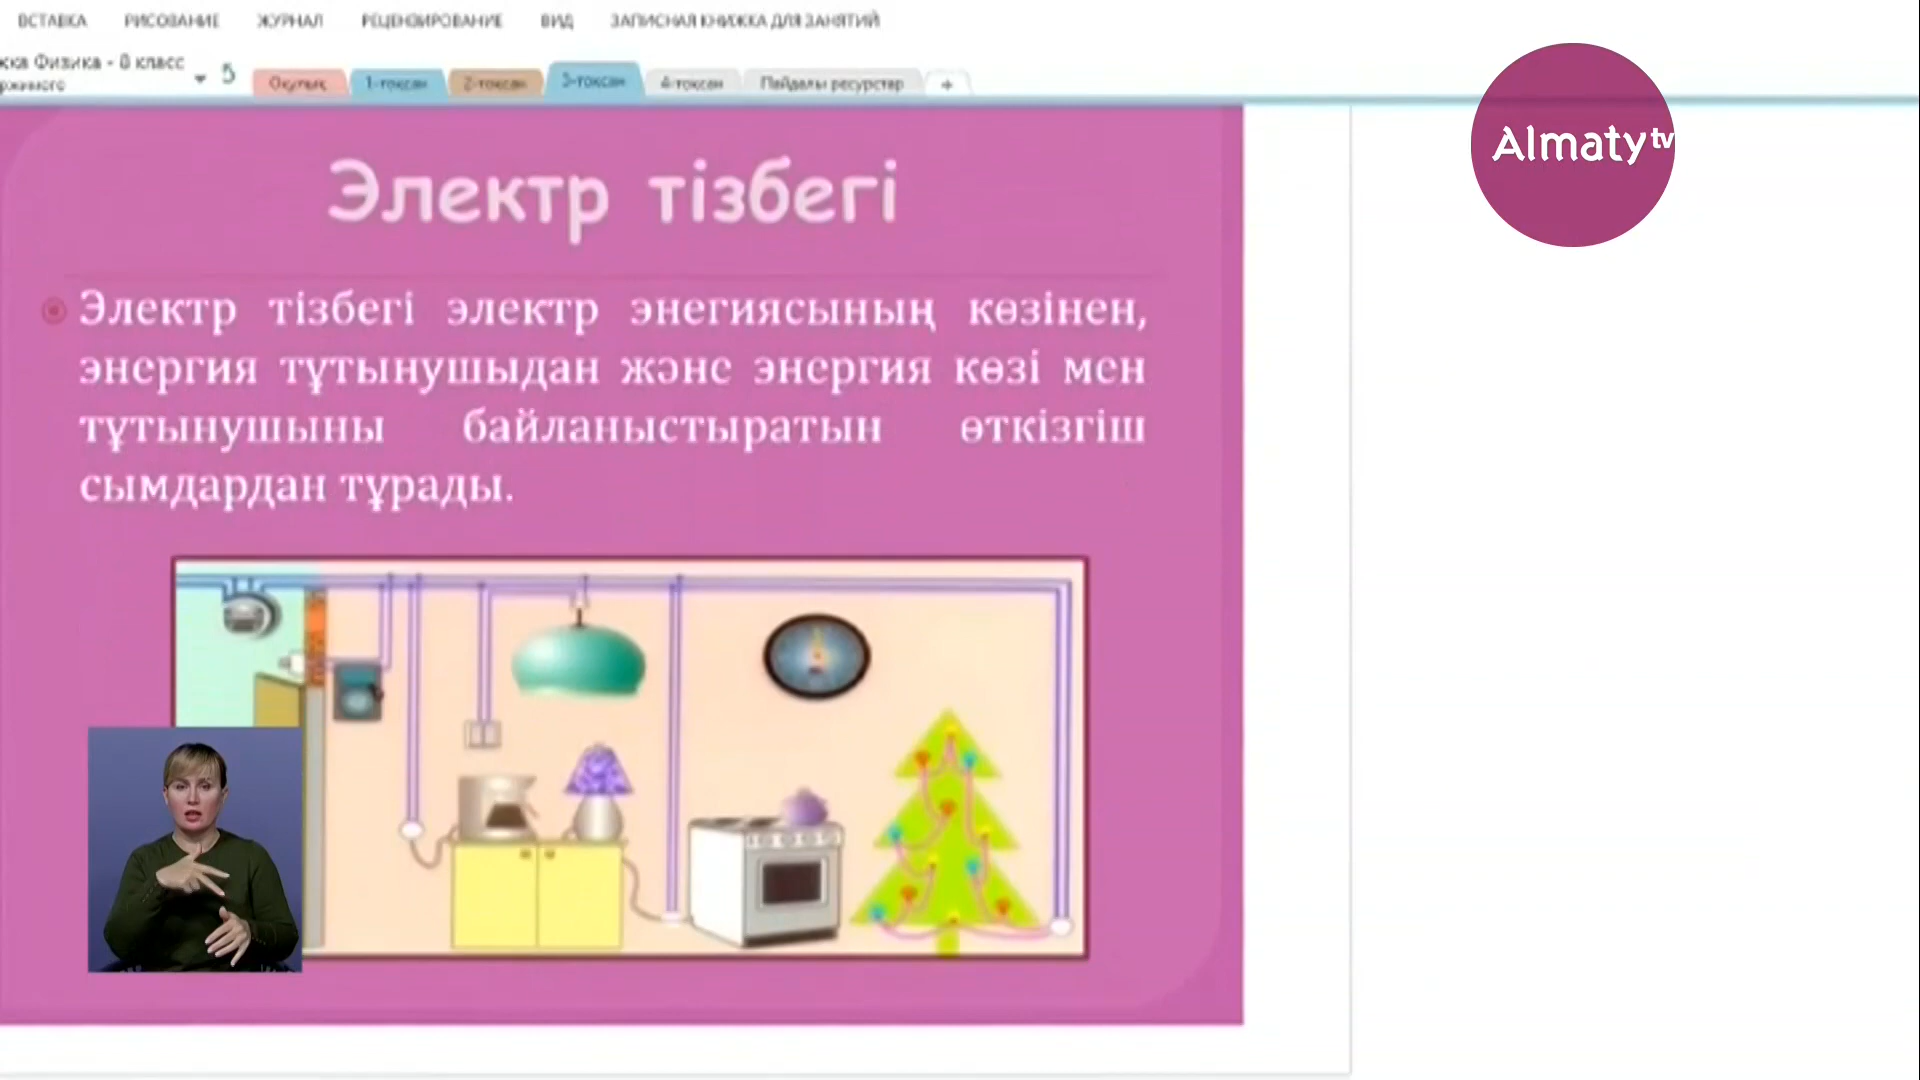 ВСТАВКА РИСОВАНИЕ ЖУРНАЛ РЕЦЕНЗИРОВАНИЕ ВИД ЗАПИСНАЯ КНИЖКА ДЛЯ ЗАНЯТИЙ
Физика - 8 класс
Оқулық 1-тоқсан 2-тоқсан 3-тоқсан 4-тоқсан Пайдалы ресурстар +
Almaty tv
Электр тізбегі
Электр тізбегі электр энегиясының көзінен,
энергия тұтынушыдан және энергия көзі мен
тұтынушыны байланыстыратын өткізгіш
сымдардан тұрады.